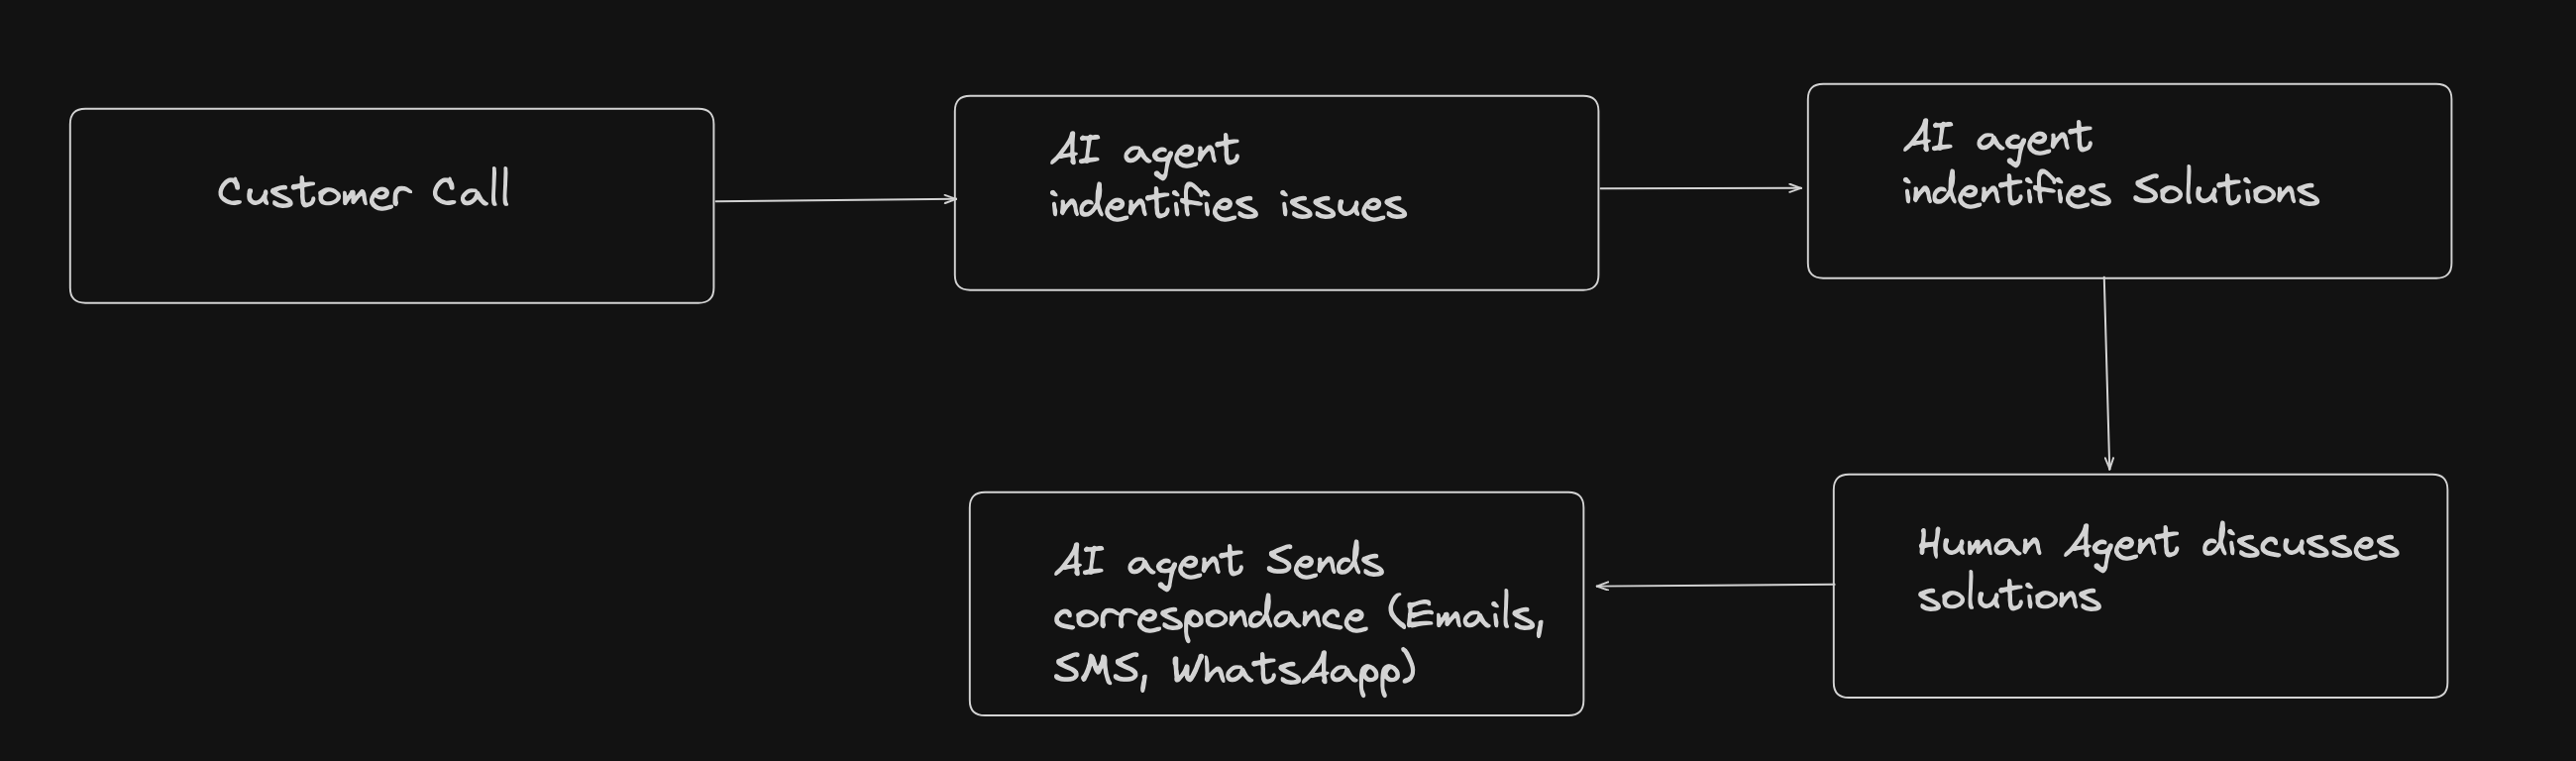 Customer Call
AI agent
indentifies issues
AI agent
indentifies Solutions
Human Agent discusses
solutions
AI agent Sends
correspondance (Emails,
SMS, WhatsAapp)